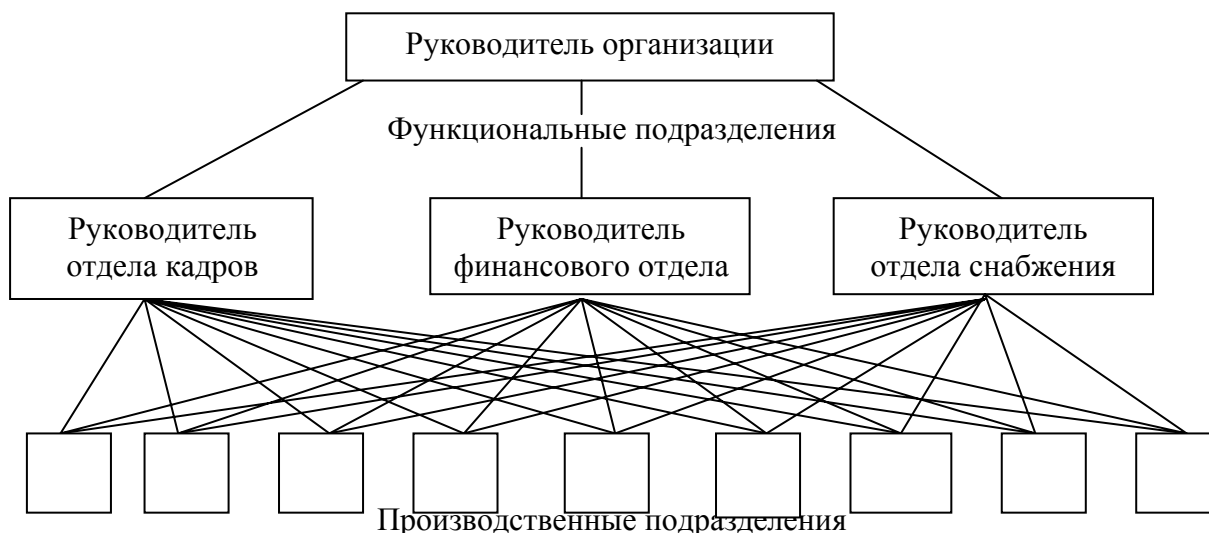 Руководитель организации
Функциональные подразделения
Руководитель
отдела кадров
Руководитель
финансового отдела
Руководитель
отдела снабжения
Производственные подразделения